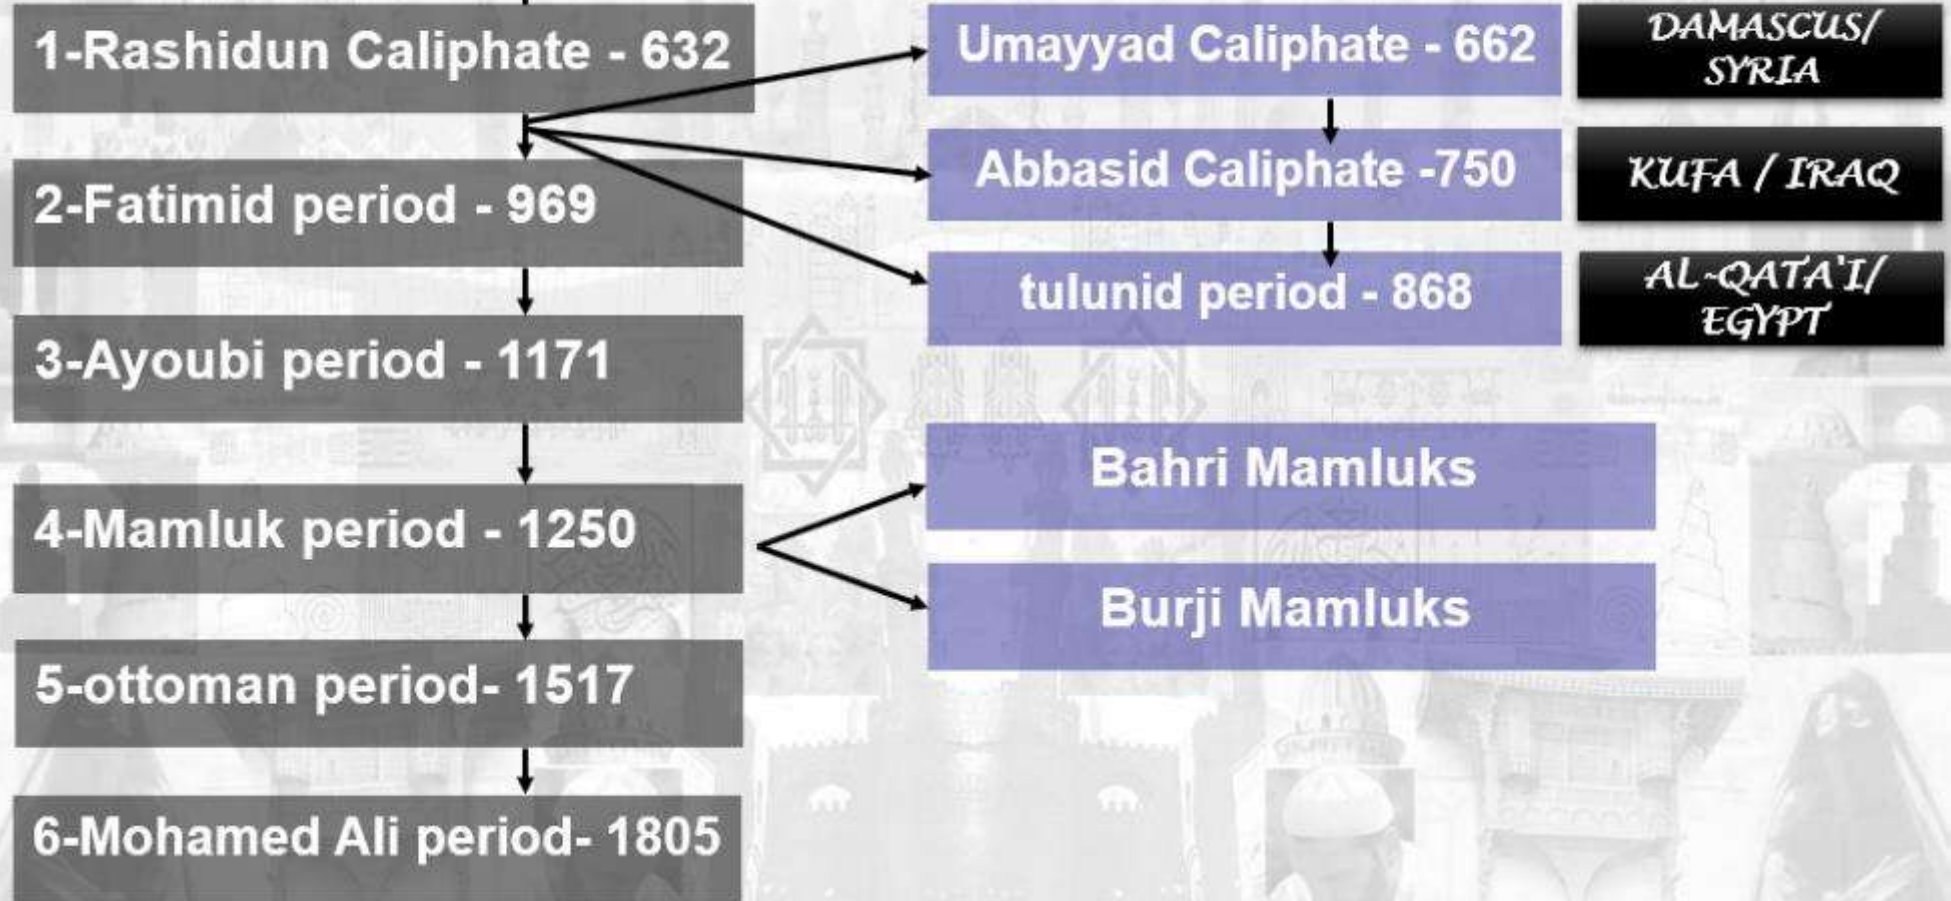 1-Rashidun Caliphate - 632
Umayyad Caliphate - 662
DAMASCUS/
SYRIA
Abbasid Caliphate -750
KUFA / IRAQ
2-Fatimid period - 969
tulunid period - 868
AL-QATA'I/
EGYPT
3-Ayoubi period - 1171
Bahri Mamluks
4-Mamluk period - 1250
Burji Mamluks
5-ottoman period- 1517
6-Mohamed Ali period- 1805